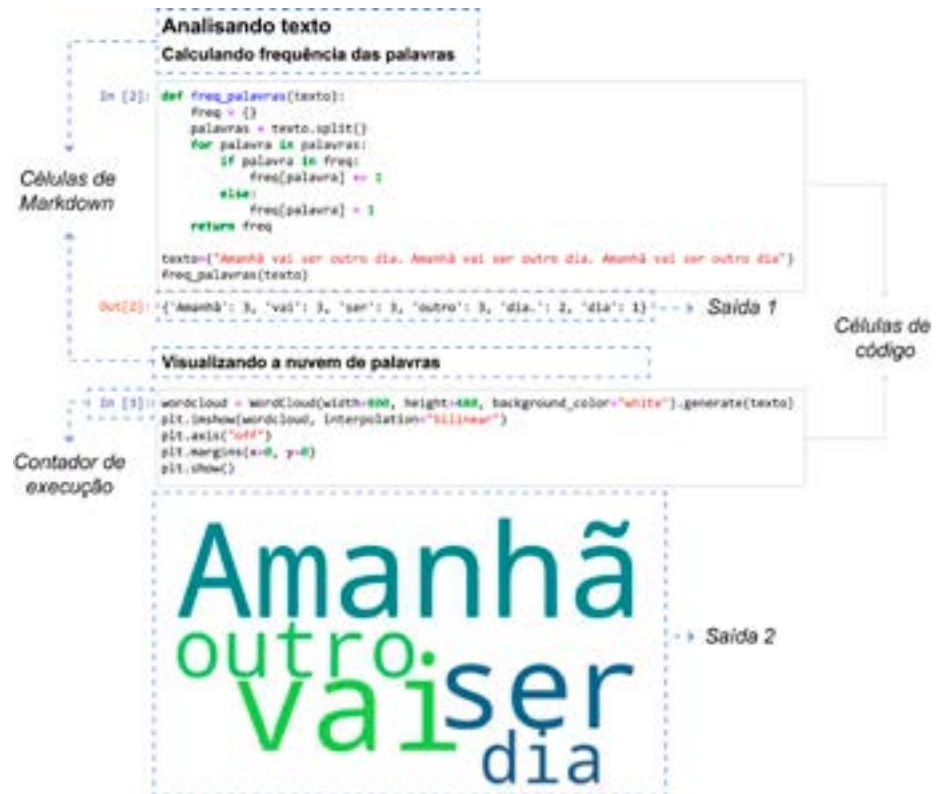 Analisando texto
Calculando frequência das palavras
In [2]: def freq_palavras(texto):
freq = {}
palavras = texto.split()
for palavra in palavras:
if palavra in freq:
freq[palavra] += 1
else:
freq[palavra] = 1
return freq
texto=("Amanhã vai ser outro dia. Amanhã vai ser outro dia. Amanhã vai ser outro dia")
freq_palavras(texto)
Células de
Markdown
Out[2]: {'Amanhã': 3, 'vai': 3, 'ser': 3, 'outro': 3, 'dia.': 2, 'dia': 1}
Saída 1
Células de
código
Visualizando a nuvem de palavras
In [3]: wordcloud = WordCloud(width=800, height=400, background_color="white").generate(texto)
plt.imshow(wordcloud, interpolation="bilinear")
plt.axis("off")
plt.margins(x=0, y=0)
plt.show()
Contador de
execução
Amanhã
outro
vai ser
dia
Saída 2